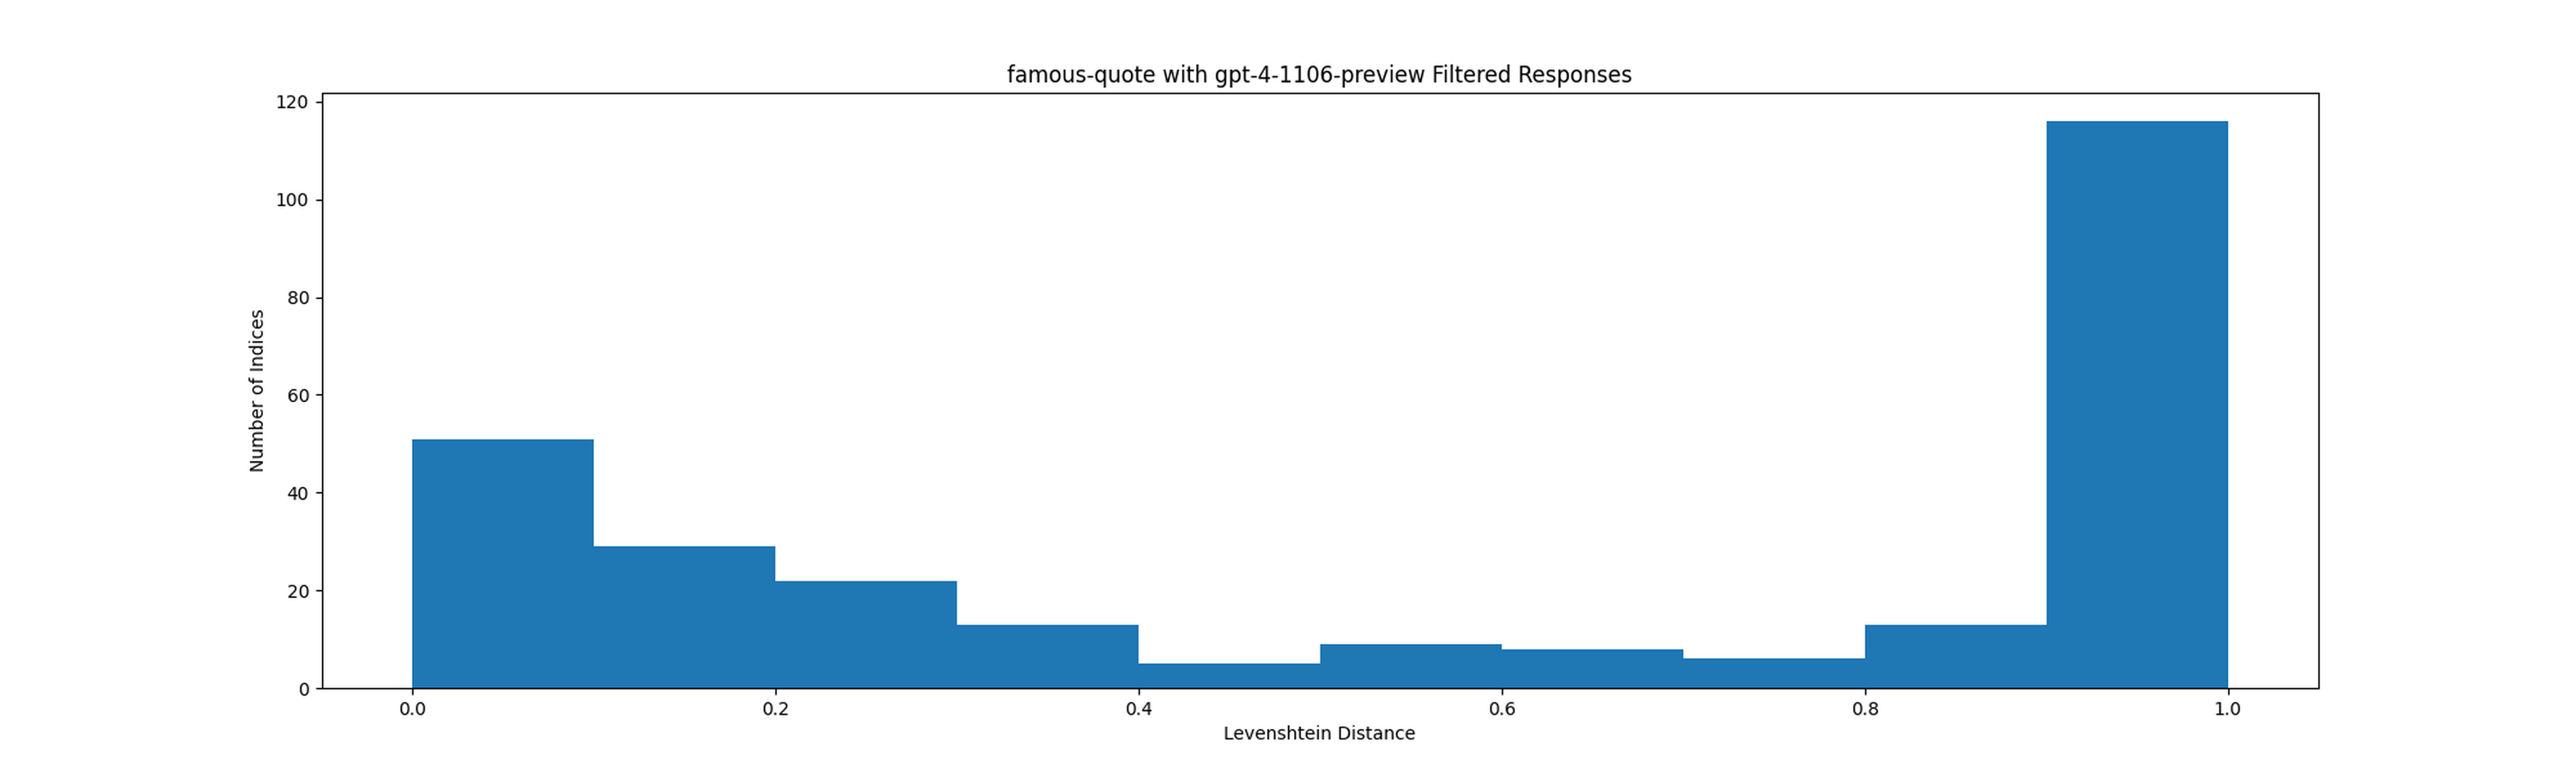 famous-quote with gpt-4-1106-preview Filtered Responses
120
100
80
60
40
20
0
Number of Indices
0.0 0.2 0.4 0.6 0.8 1.0
Levenshtein Distance